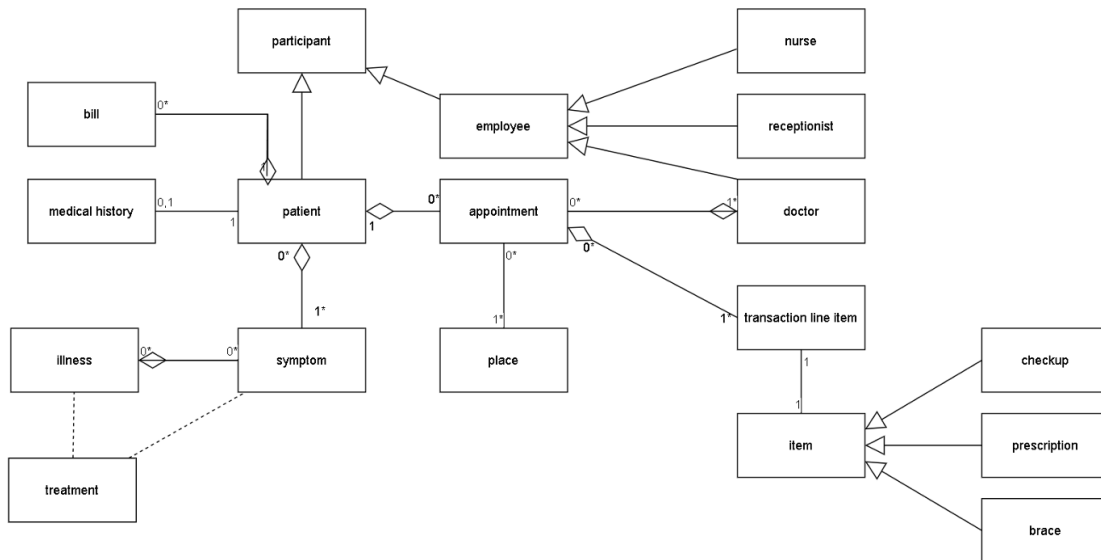 participant
nurse
bill
0*
employee
receptionist
1
medical history
0,1
1
patient
1
0*
appointment
0*
1*
doctor
0*
0*
0*
1*
1*
1*
transaction line item
illness
0*
0*
symptom
place
1
1
checkup
item
prescription
treatment
brace